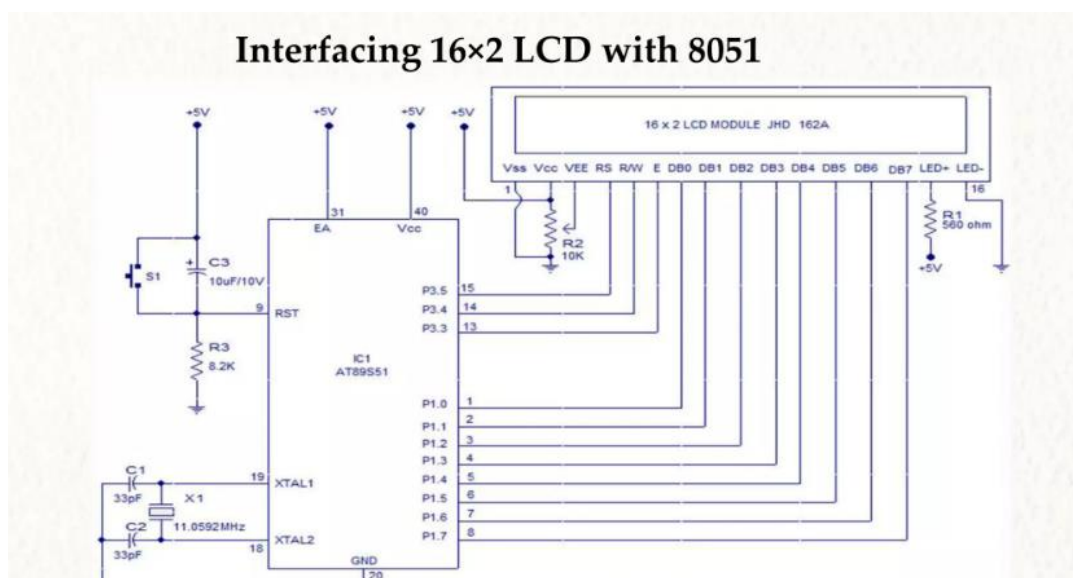 Interfacing 16×2 LCD with 8051
+5V +5V +5V +5V
16 x 2 LCD MODULE JHD 162A
Vss Vcc VEE RS R/W E DB0 DB1 DB2 DB3 DB4 DB5 DB6 DB7 LED+ LED-
1 16
31 40
EA Vcc
R2
10K
R1
560 ohm
+5V
S1
+
C3
10uF/10V
9 RST
R3
8.2K
P3.5 15
P3.4 14
P3.3 13
IC1
AT89S51
P1.0 1
P1.1 2
P1.2 3
P1.3 4
P1.4 5
P1.5 6
P1.6 7
P1.7 8
C1
33pF
19 XTAL1
X1
11.0592MHz
C2
33pF
18 XTAL2
GND
20